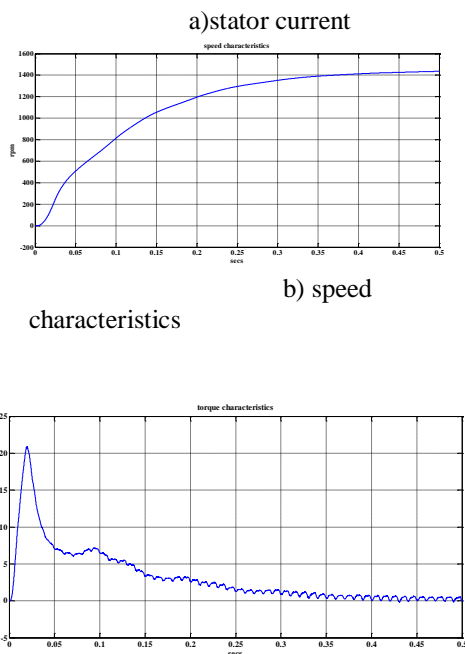 a)stator current
speed characteristics
1600
1400
1200
1000
800
600
400
200
0
-200
rpm
0 0.05 0.1 0.15 0.2 0.25 0.3 0.35 0.4 0.45 0.5
secs
b) speed
characteristics
torque characteristics
25
20
15
10
5
0
-5
0 0.05 0.1 0.15 0.2 0.25 0.3 0.35 0.4 0.45 0.5
secs